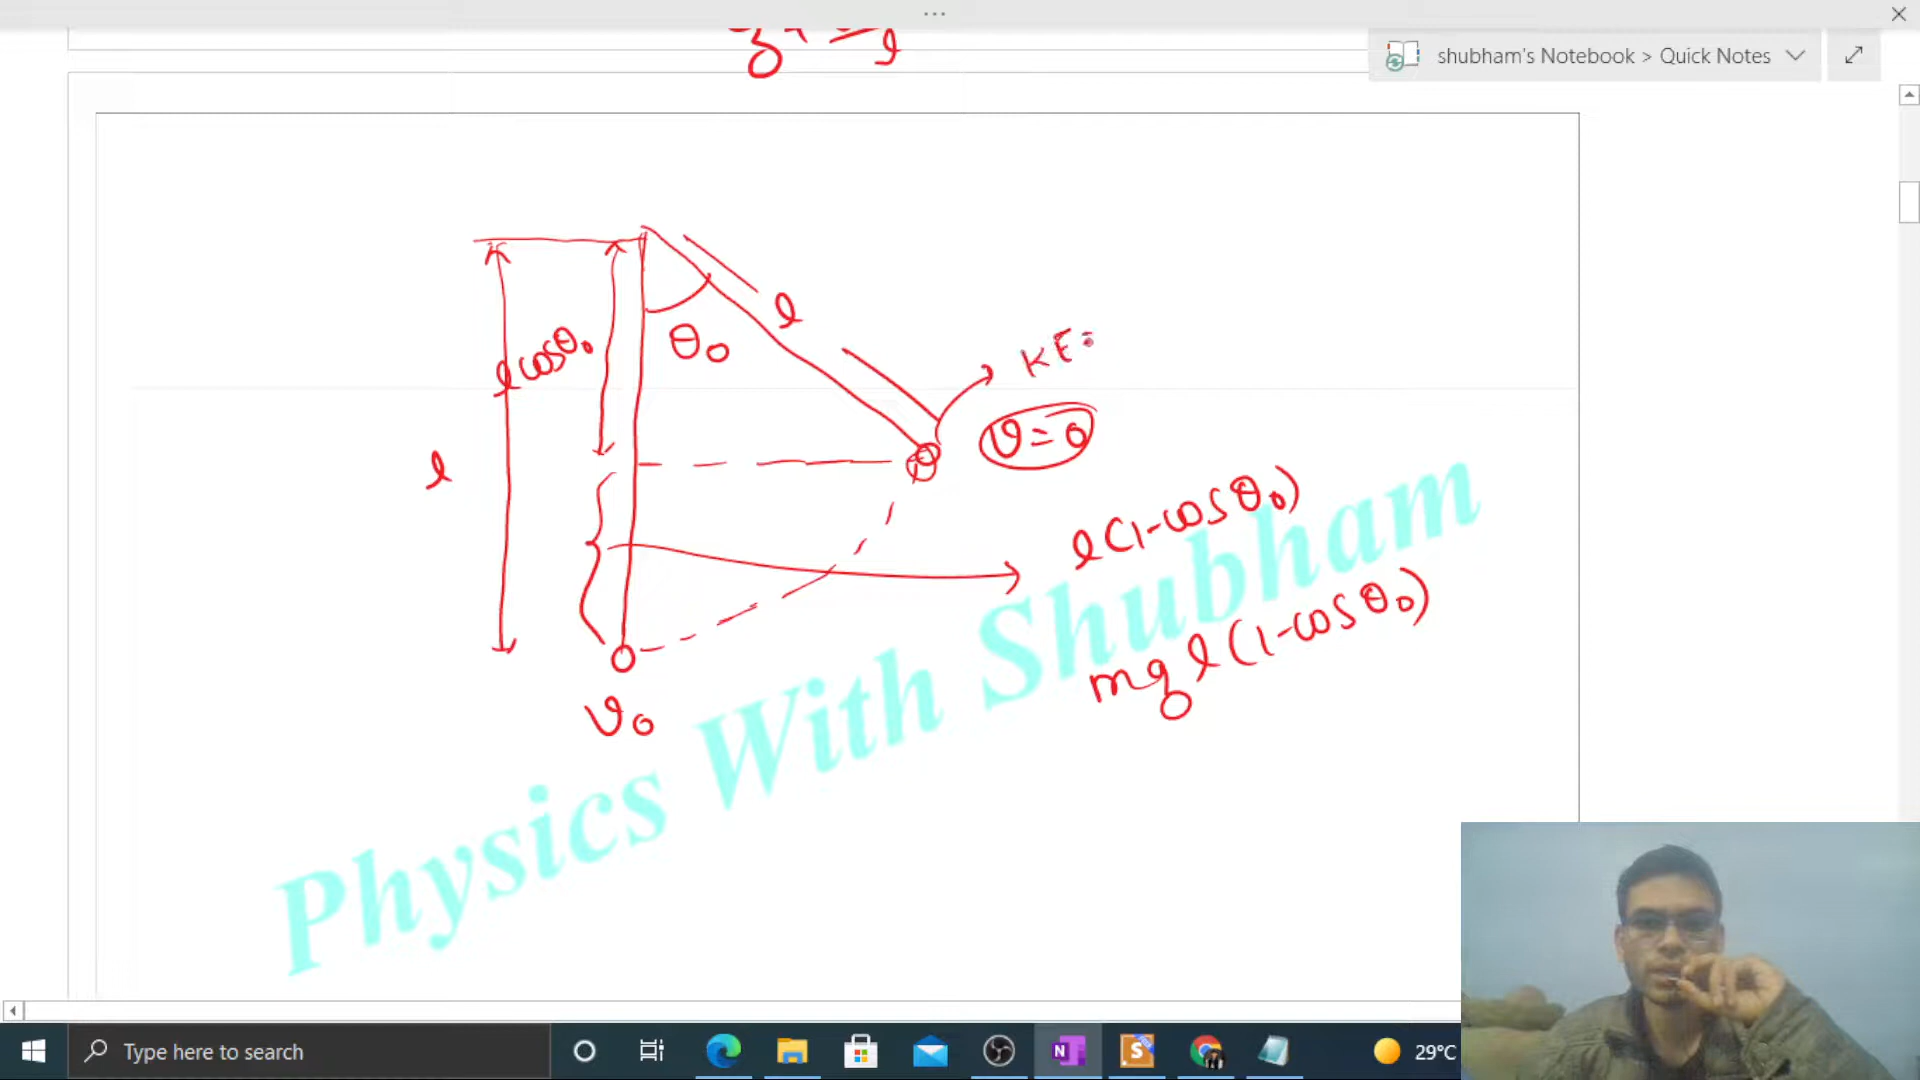 shubham's Notebook > Quick Notes
l
θ₀
l cosθ₀
l
KE=
v=0
l(1-cosθ₀)
mgl(1-cosθ₀)
v₀
Physics With Shubham
Type here to search
29°C